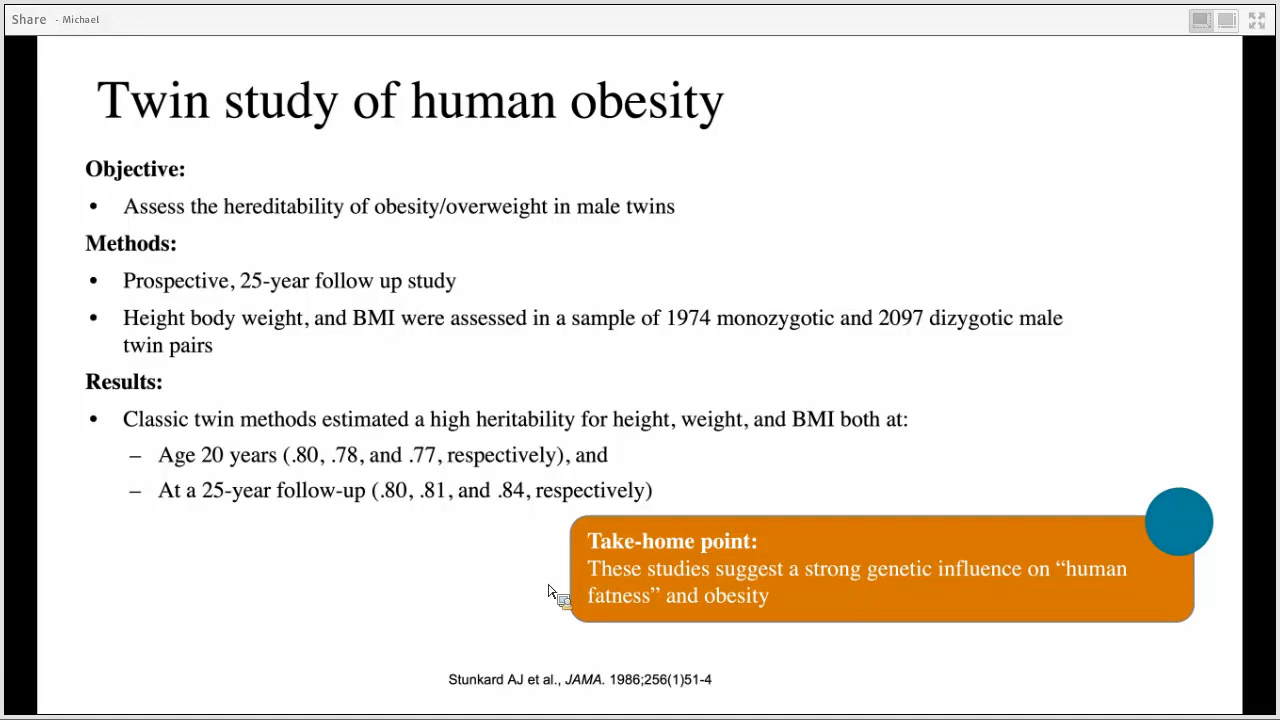 Share - Michael
Twin study of human obesity
Objective:
• Assess the hereditability of obesity/overweight in male twins
Methods:
• Prospective, 25-year follow up study
• Height body weight, and BMI were assessed in a sample of 1974 monozygotic and 2097 dizygotic male
twin pairs
Results:
• Classic twin methods estimated a high heritability for height, weight, and BMI both at:
– Age 20 years (.80, .78, and .77, respectively), and
– At a 25-year follow-up (.80, .81, and .84, respectively)
Take-home point:
These studies suggest a strong genetic influence on “human
fatness” and obesity
Stunkard AJ et al., JAMA. 1986;256(1)51-4